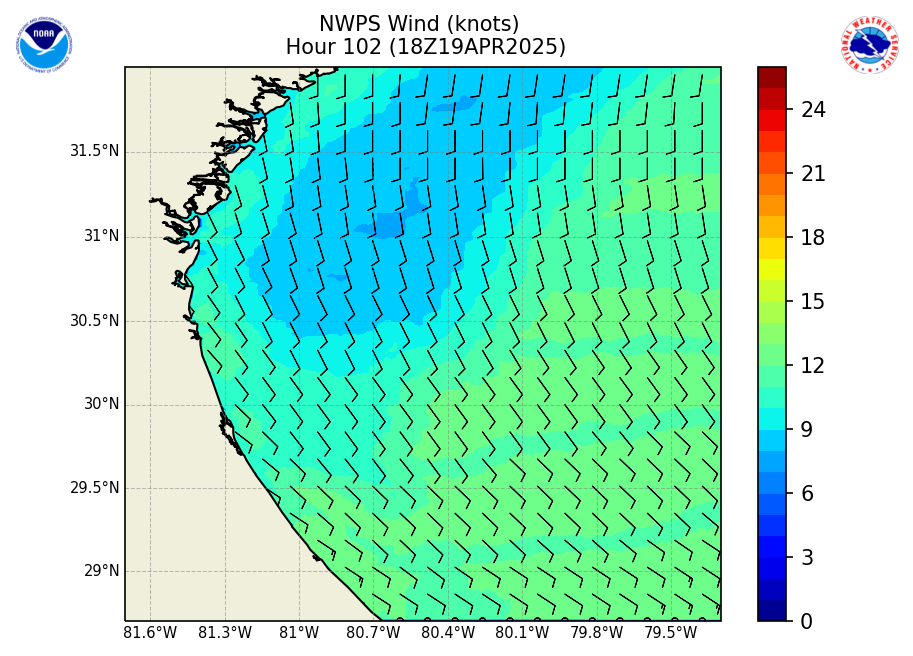 NWPS Wind (knots)
Hour 102 (18Z19APR2025)
NOAA
31.5°N
31°N
30.5°N
30°N
29.5°N
29°N
81.6°W 81.3°W 81°W 80.7°W 80.4°W 80.1°W 79.8°W 79.5°W
24
21
18
15
12
9
6
3
0
NATIONAL WEATHER SERVICE